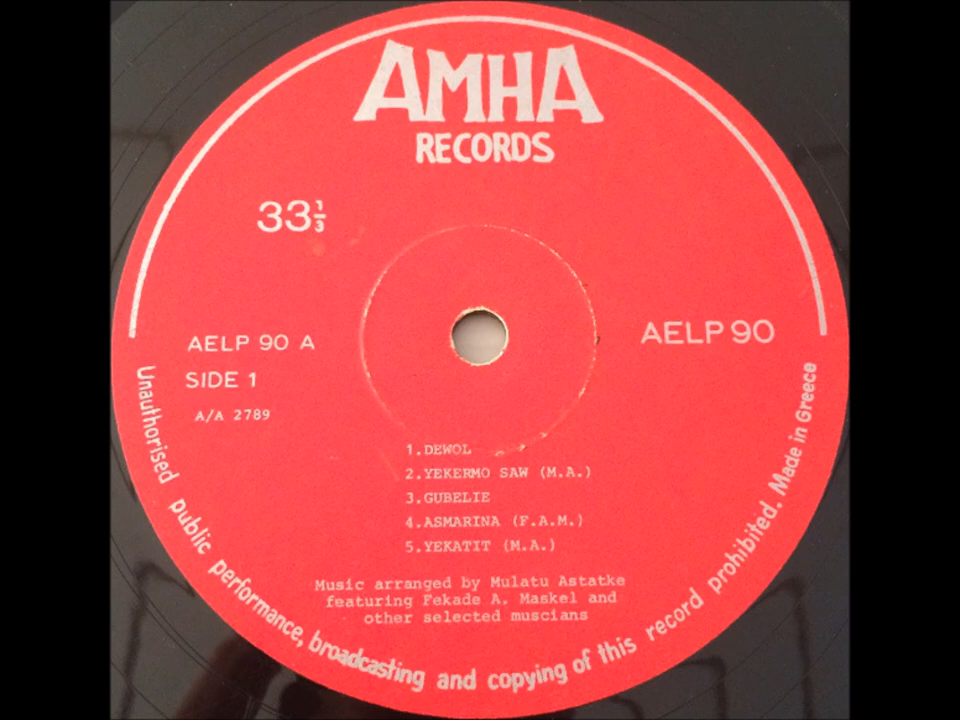 AMHA
RECORDS
33⅓
AELP 90 A
AELP 90
SIDE 1
A/A 2789
1.DEWOL
2.YEKERMO SAW (M.A.)
3.GUBELIE
4.ASMARINA (F.A.M.)
5.YEKATIT (M.A.)
Music arranged by Mulatu Astatke
featuring Fekade A. Maskel and
other selected muscians
Unauthorised public performance, broadcasting and copying of this record prohibited. Made in Greece